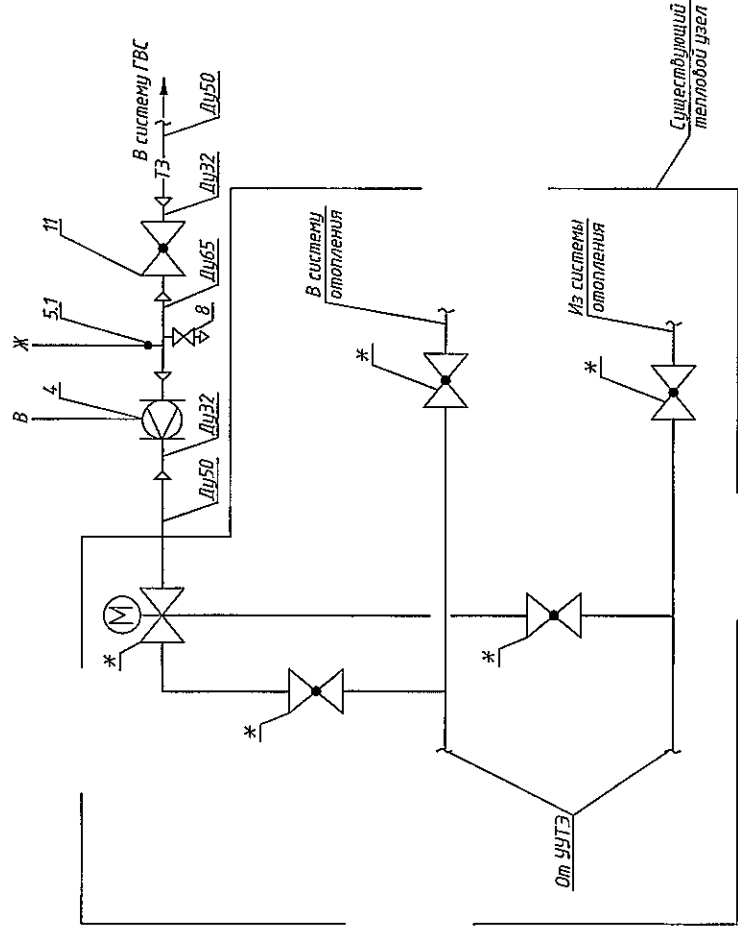 В систему ГВС
Ду50
Т3
Ду32
11
Ду65
5.1
8
Ж
4
В
Ду32
Ду50
М
*
*
*
В систему
отопления
*
Из системы
отопления
*
От УУТЭ
Существующий
тепловой узел